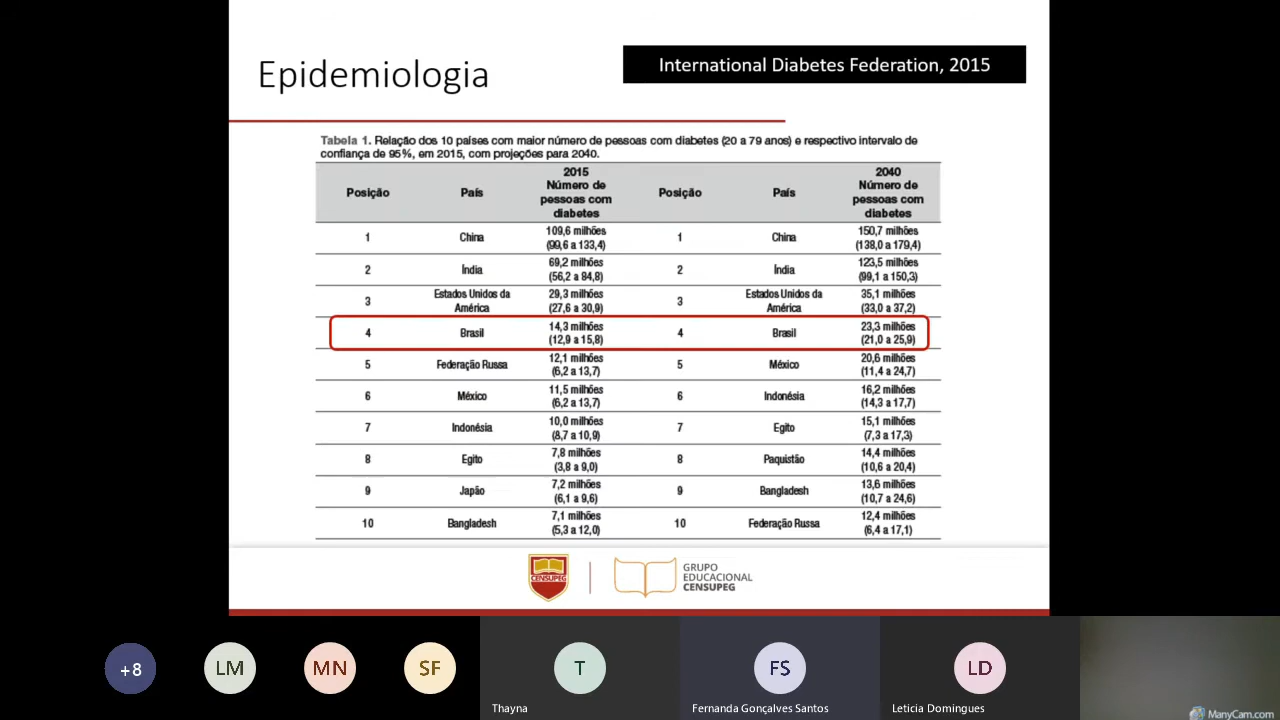 Epidemiologia
International Diabetes Federation, 2015
Tabela 1. Relação dos 10 países com maior número de pessoas com diabetes (20 a 79 anos) e respectivo intervalo de
confiança de 95%, em 2015, com projeções para 2040.
Posição País 2015 Número de pessoas com diabetes Posição País 2040 Número de pessoas com diabetes
1 China 109,6 milhões (99,6 a 133,4) 1 China 150,7 milhões (138,0 a 179,4)
2 Índia 69,2 milhões (56,2 a 84,8) 2 Índia 123,5 milhões (99,1 a 150,3)
3 Estados Unidos da América 29,3 milhões (27,6 a 30,9) 3 Estados Unidos da América 35,1 milhões (33,0 a 37,2)
4 Brasil 14,3 milhões (12,9 a 15,8) 4 Brasil 23,3 milhões (21,0 a 25,9)
5 Federação Russa 12,1 milhões (6,2 a 13,7) 5 México 20,6 milhões (11,4 a 24,7)
6 México 11,5 milhões (6,2 a 13,7) 6 Indonésia 16,2 milhões (14,3 a 17,7)
7 Indonésia 10,0 milhões (8,7 a 10,9) 7 Egito 15,1 milhões (7,3 a 17,3)
8 Egito 7,8 milhões (3,8 a 9,0) 8 Paquistão 14,4 milhões (10,6 a 20,4)
9 Japão 7,2 milhões (6,1 a 9,6) 9 Bangladesh 13,6 milhões (10,7 a 24,6)
10 Bangladesh 7,1 milhões (5,3 a 12,0) 10 Federação Russa 12,4 milhões (6,4 a 17,1)
CENSUPEG
GRUPO
EDUCACIONAL
CENSUPEG
+8 LM MN SF T FS LD
Thayna Fernanda Gonçalves Santos Leticia Domingues
ManyCam.com